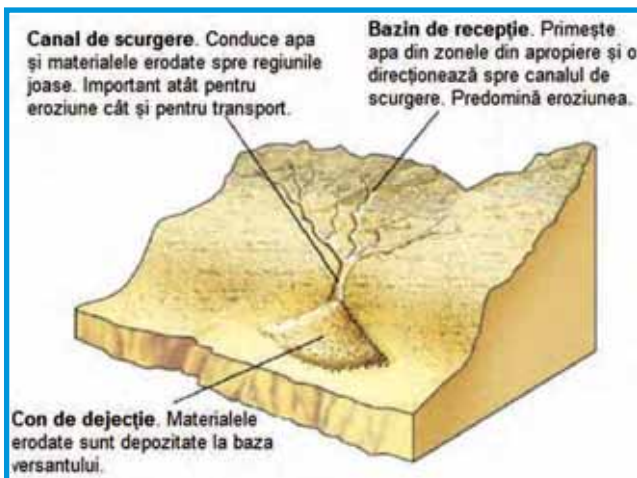 Canal de scurgere. Conduce apa
și materialele erodate spre regiunile
joase. Important atât pentru
eroziune cât și pentru transport.
Bazin de recepție. Primește
apa din zonele din apropiere și o
direcționează spre canalul de
scurgere. Predomină eroziunea.
Con de dejecție. Materialele
erodate sunt depozitate la baza
versantului.